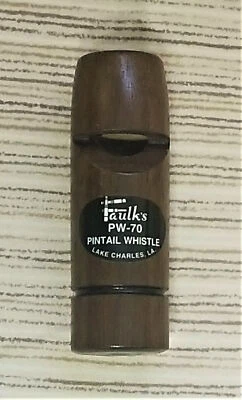 Faulk's
PW-70
PINTAIL WHISTLE
LAKE CHARLES, LA